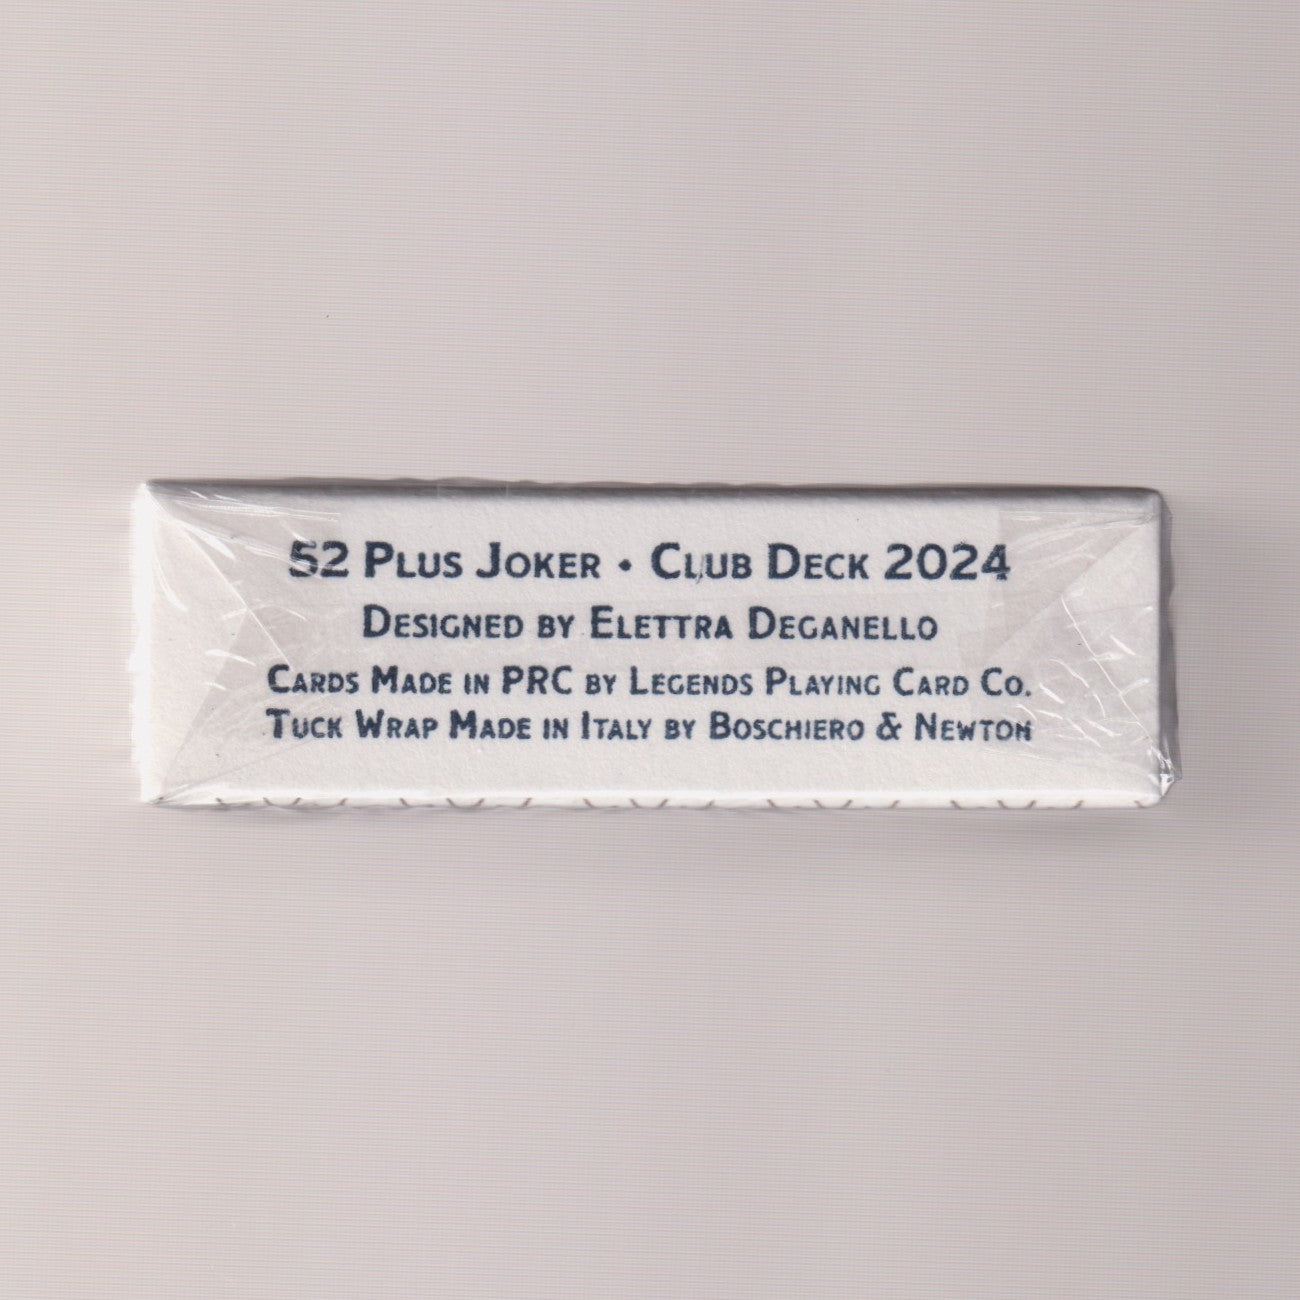 52 Plus Joker • Club Deck 2024
Designed by Elettra Deganello
Cards Made in PRC by Legends Playing Card Co.
Tuck Wrap Made in Italy by Boschiero & Newton